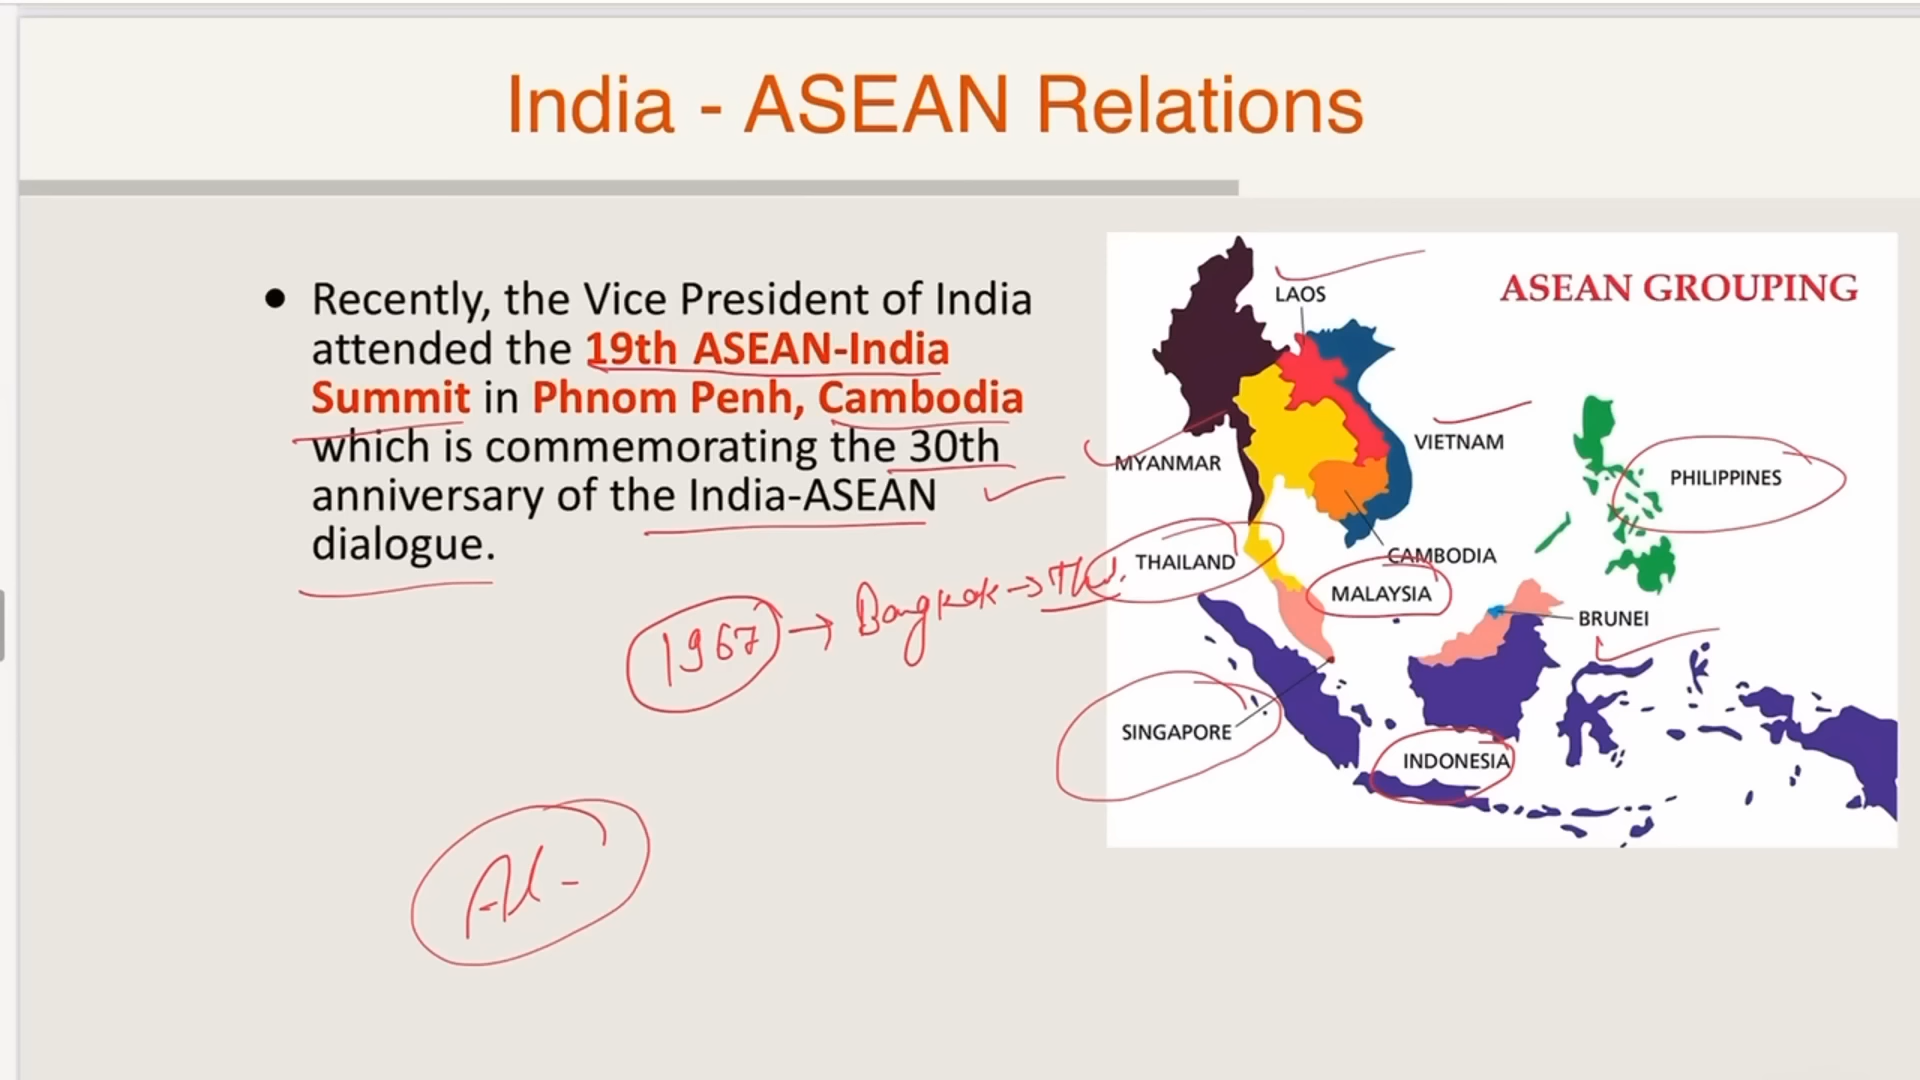 India - ASEAN Relations
● Recently, the Vice President of India
attended the 19th ASEAN-India
Summit in Phnom Penh, Cambodia
which is commemorating the 30th
anniversary of the India-ASEAN
dialogue.
1967 → Bangkok →
ASEAN GROUPING
LAOS
VIETNAM
MYANMAR
PHILIPPINES
THAILAND
CAMBODIA
MALAYSIA
BRUNEI
SINGAPORE
INDONESIA